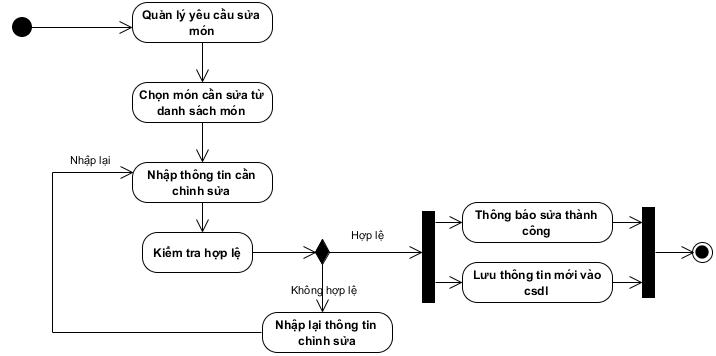 Quản lý yêu cầu sửa
món
Chọn món cần sửa từ
danh sách món
Nhập lại
Nhập thông tin cần
chỉnh sửa
Kiểm tra hợp lệ
Hợp lệ
Thông báo sửa thành
công
Lưu thông tin mới vào
csdl
Không hợp lệ
Nhập lại thông tin
chỉnh sửa